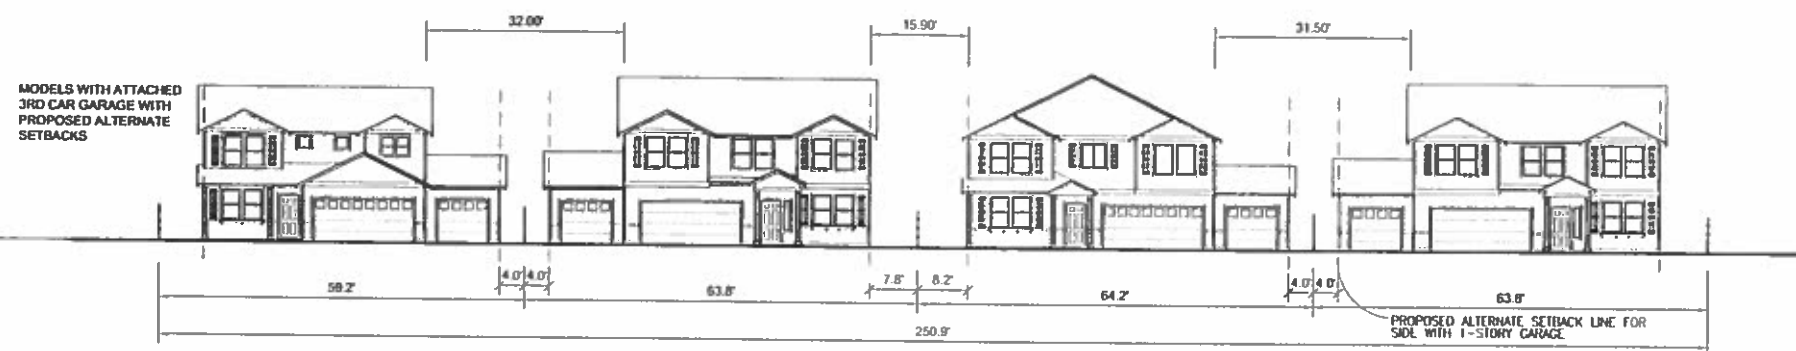 32.00'
15.90'
31.50'
MODELS WITH ATTACHED
3RD CAR GARAGE WITH
PROPOSED ALTERNATE
SETBACKS
4.0' 4.0'
7.8' 8.2'
4.0' 4.0'
59.2'
63.8'
64.2'
63.8'
250.9'
PROPOSED ALTERNATE SETBACK LINE FOR
SIDE WITH 1-STORY GARAGE